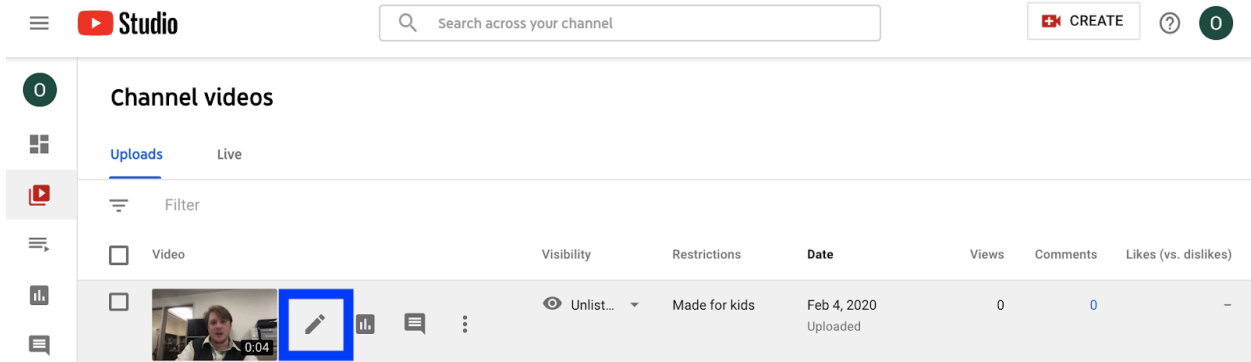 Studio
Search across your channel
CREATE
O
O
Channel videos
Uploads Live
Filter
Video Visibility Restrictions Date Views Comments Likes (vs. dislikes)
0:04 Unlist... Made for kids Feb 4, 2020 0 0 –
Uploaded